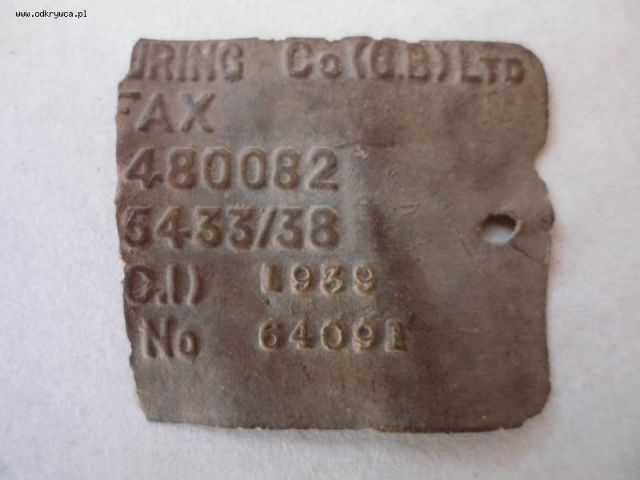 www.odkrywca.pl
URING Co (G.B) LTD
FAX
480082
5433/38
C.I) 1939
No 64091